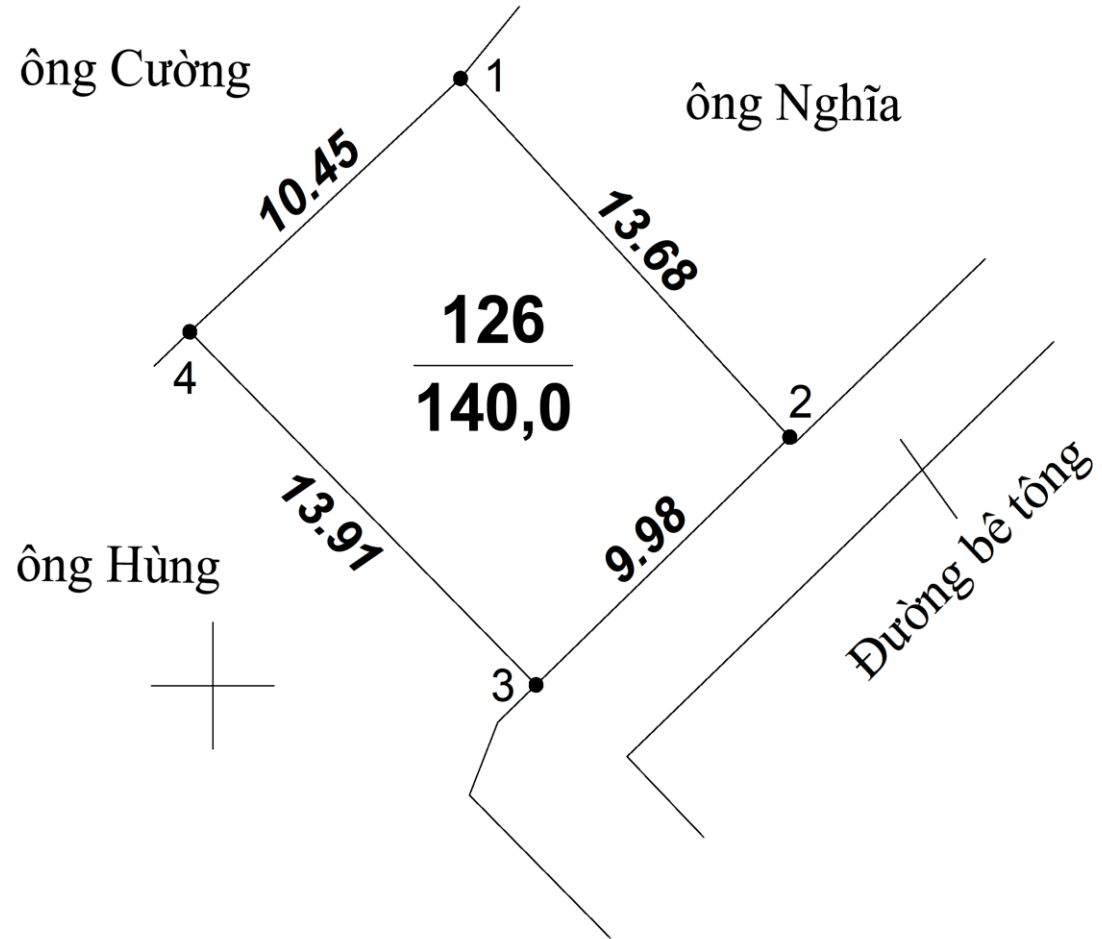 ông Cường
1
ông Nghĩa
10.45
13.68
126
140,0
4
2
13.91
9.98
Đường bê tông
ông Hùng
3